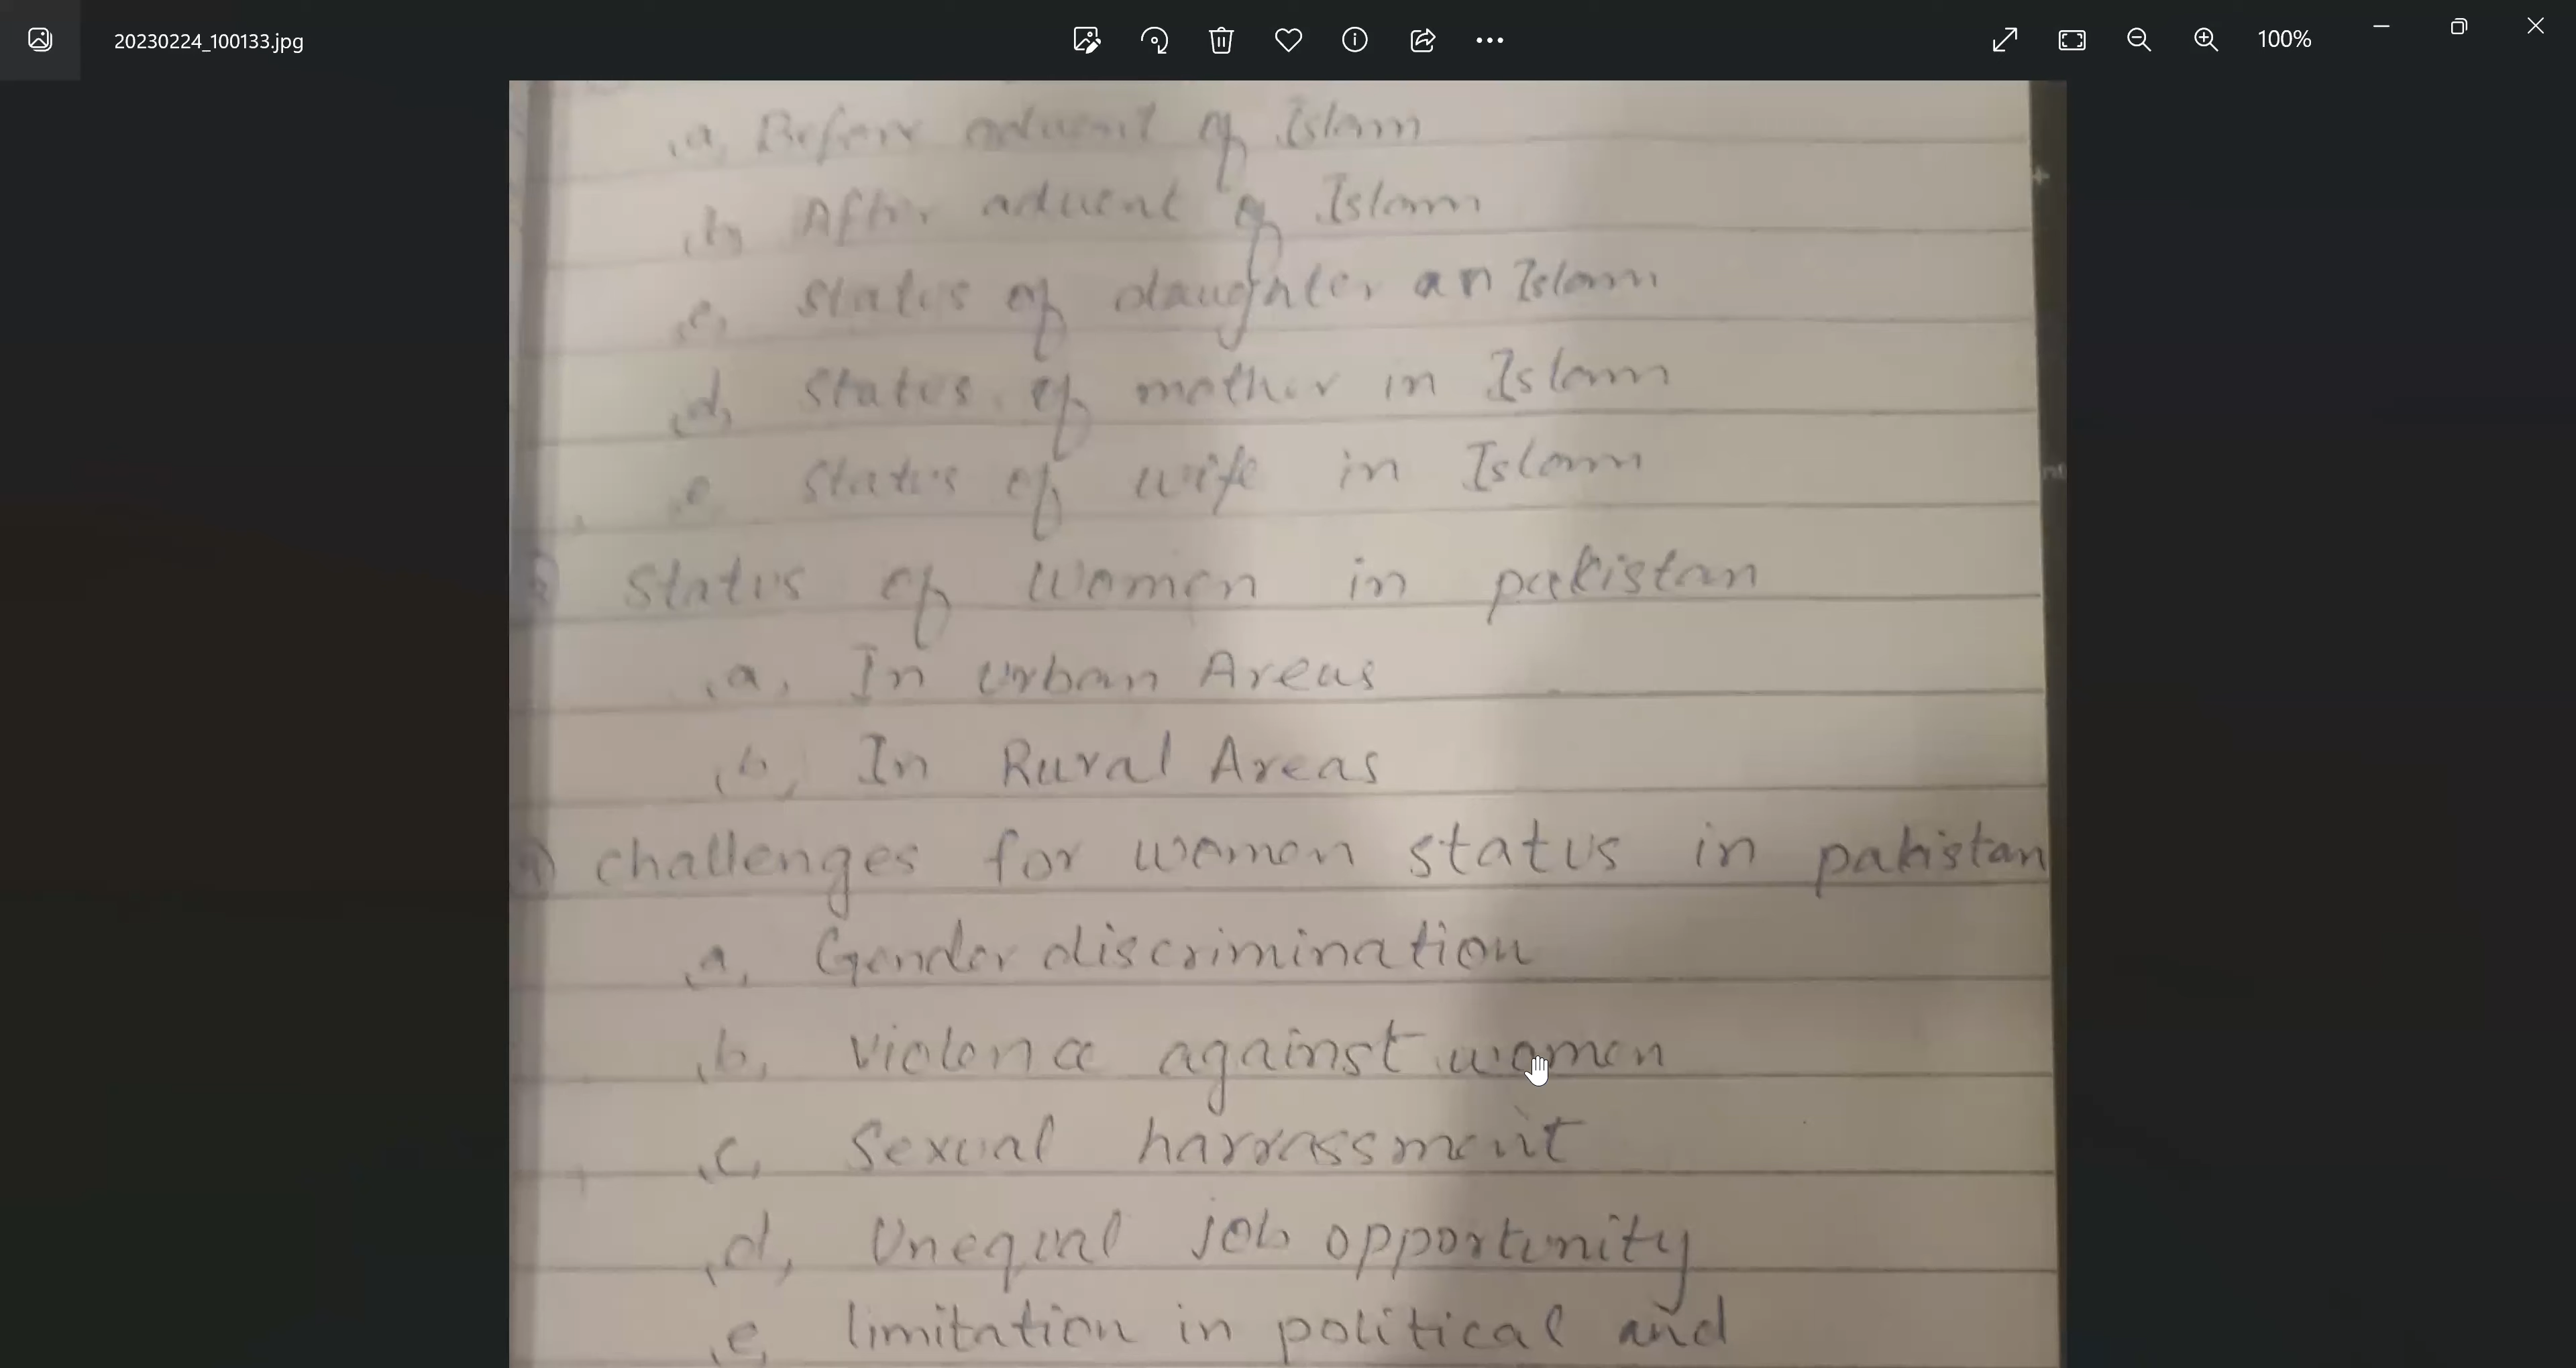 20230224_100133.jpg
100%
(a) Before advent of Islam
(b) After advent of Islam
(c) Status of daughter an Islam
(d) Status of mother in Islam
(e) Status of wife in Islam
Status of women in pakistan
(a) In Urban Areas
(b) In Rural Areas
challenges for women status in pakistan
(a) Gender discrimination
(b) violence against women
(c) Sexual harrassment
(d) Unequal job opportunity
(e) limitation in political and